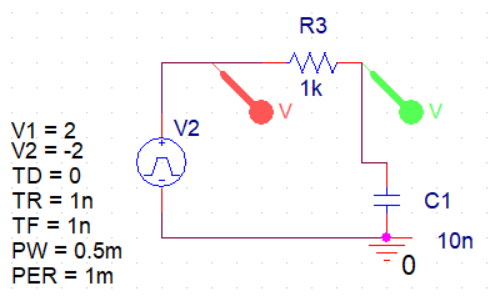 R3
1k
V
V
V2
V1 = 2
V2 = -2
TD = 0
TR = 1n
TF = 1n
PW = 0.5m
PER = 1m
C1
10n
0